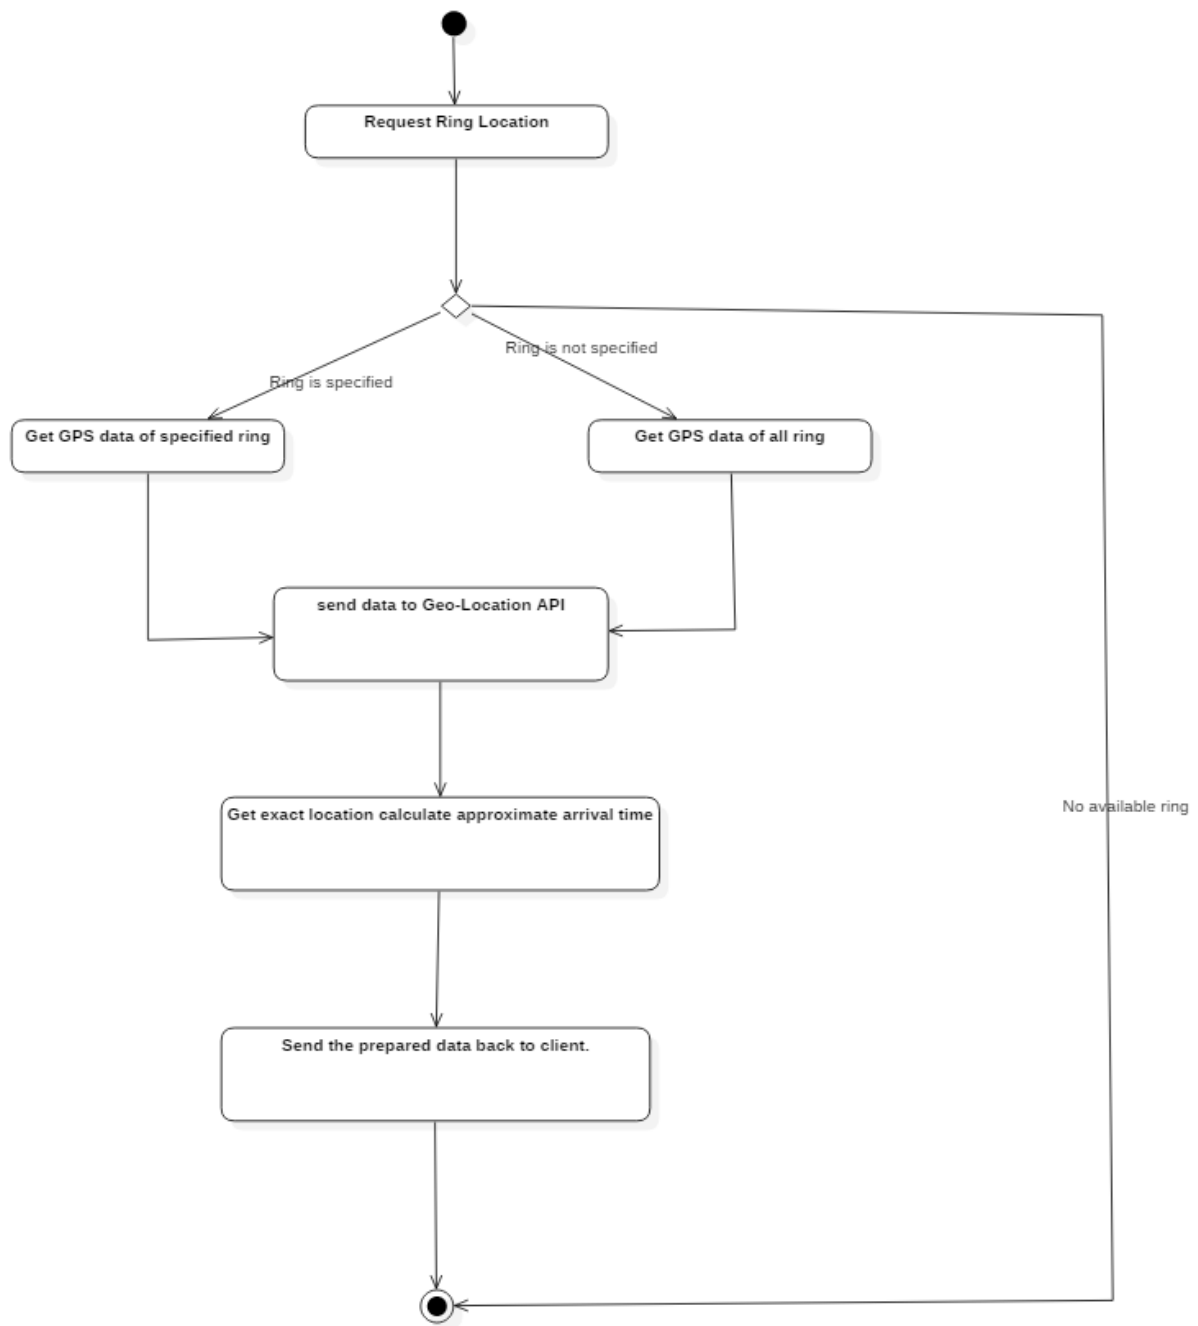 Request Ring Location
Ring is not specified
Ring is specified
Get GPS data of specified ring
Get GPS data of all ring
send data to Geo-Location API
No available ring
Get exact location calculate approximate arrival time
Send the prepared data back to client.